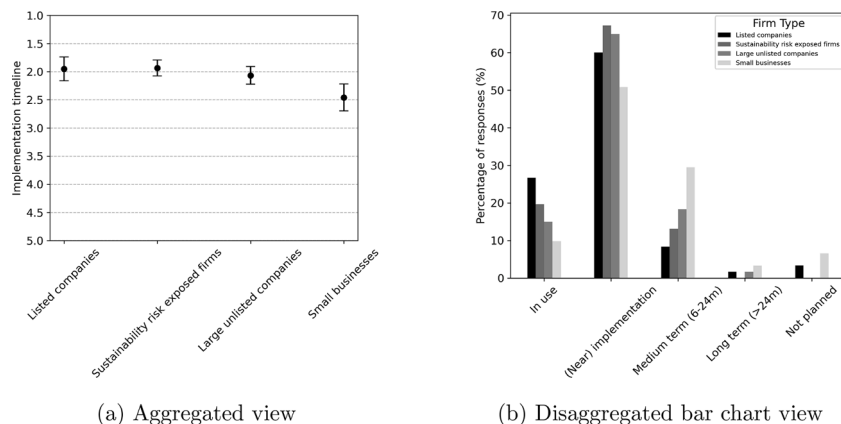 1.0
1.5
2.0
2.5
3.0
3.5
4.0
4.5
5.0
Implementation timeline
Listed companies
Sustainability risk exposed firms
Large unlisted companies
Small businesses
(a) Aggregated view
70
60
50
40
30
20
10
0
Percentage of responses (%)
Firm Type
Listed companies
Sustainability risk exposed firms
Large unlisted companies
Small businesses
In use
(Near) implementation
Medium term (6-24m)
Long term (>24m)
Not planned
(b) Disaggregated bar chart view